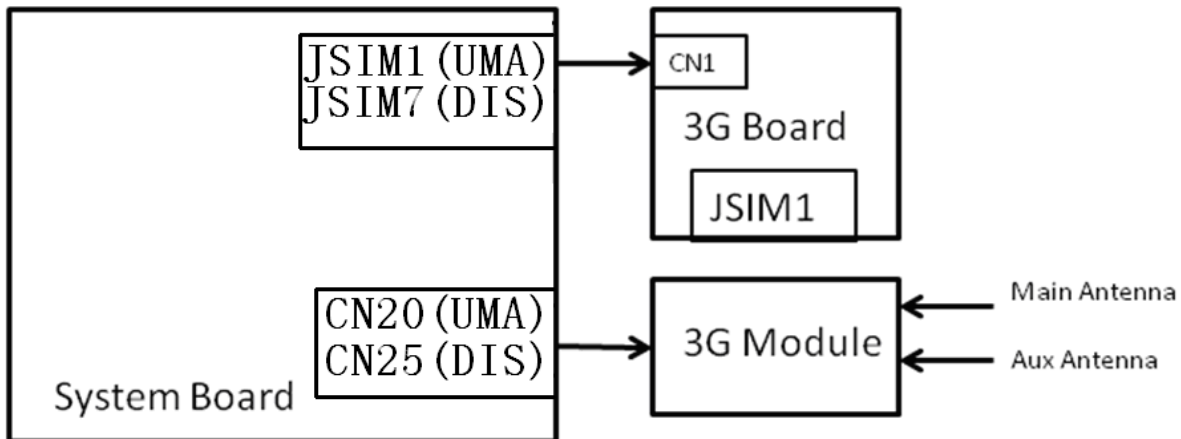 JSIM1(UMA)
JSIM7(DIS)
CN1
3G Board
JSIM1
CN20(UMA)
CN25(DIS)
System Board
3G Module
Main Antenna
Aux Antenna